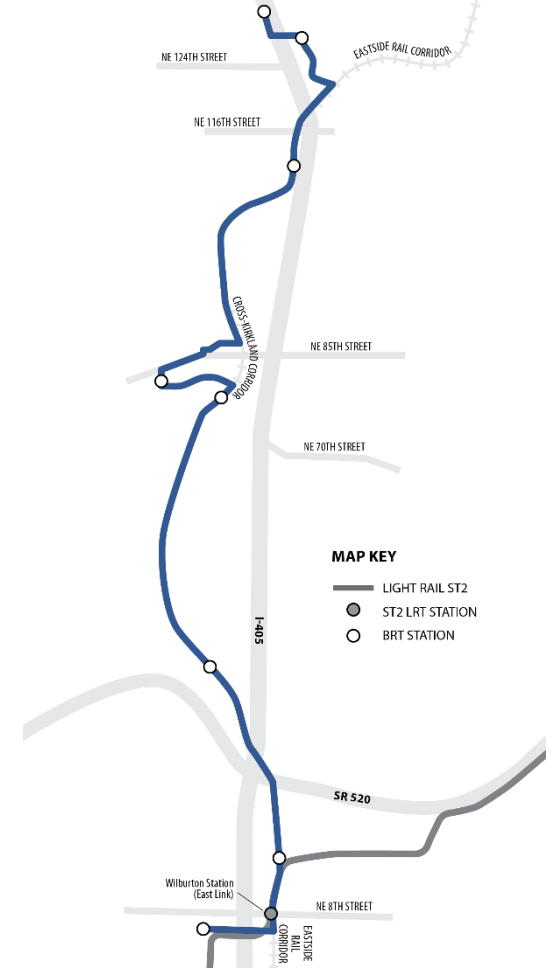 EASTSIDE RAIL CORRIDOR
NE 124TH STREET
NE 116TH STREET
CROSS-KIRKLAND CORRIDOR
NE 85TH STREET
NE 70TH STREET
MAP KEY
LIGHT RAIL ST2
ST2 LRT STATION
BRT STATION
I-405
SR 520
Wilburton Station
(East Link)
NE 8TH STREET
EASTSIDE
RAIL
CORRIDOR